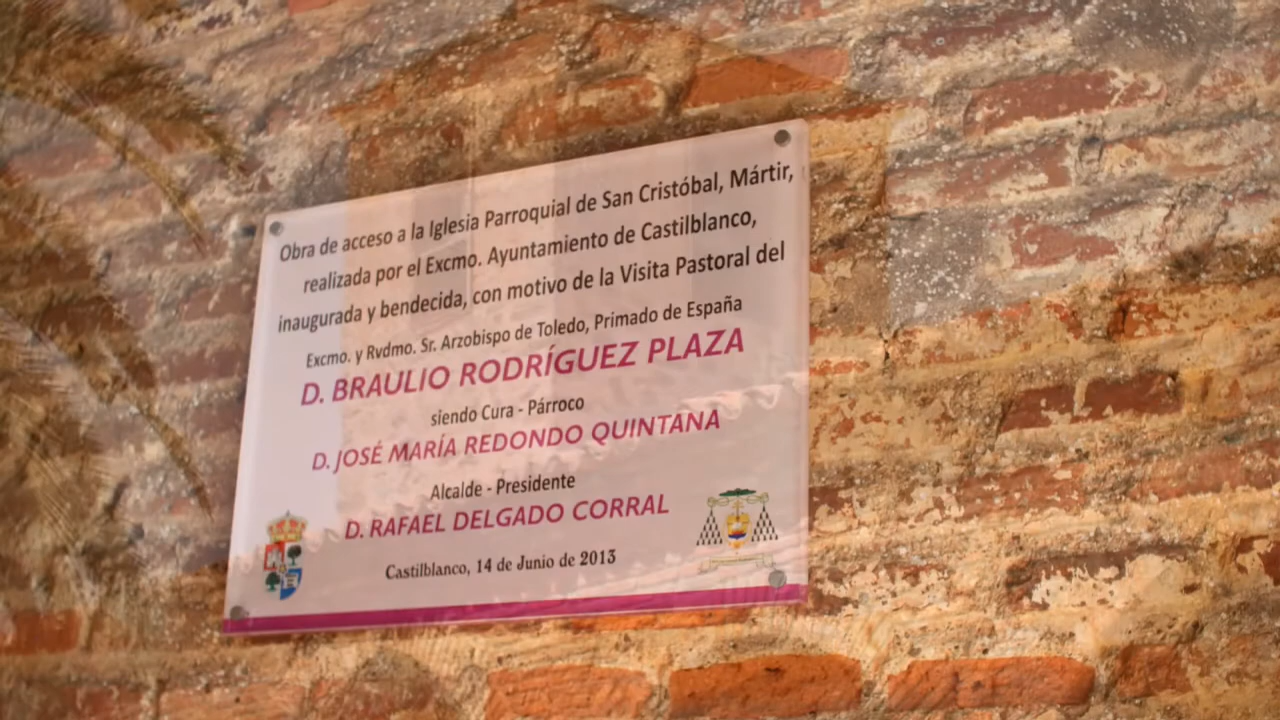 Obra de acceso a la Iglesia Parroquial de San Cristóbal, Mártir,
realizada por el Excmo. Ayuntamiento de Castilblanco,
inaugurada y bendecida, con motivo de la Visita Pastoral del
Excmo. y Rvdmo. Sr. Arzobispo de Toledo, Primado de España
D. BRAULIO RODRÍGUEZ PLAZA
siendo Cura - Párroco
D. JOSÉ MARÍA REDONDO QUINTANA
Alcalde - Presidente
D. RAFAEL DELGADO CORRAL
Castilblanco, 14 de Junio de 2013